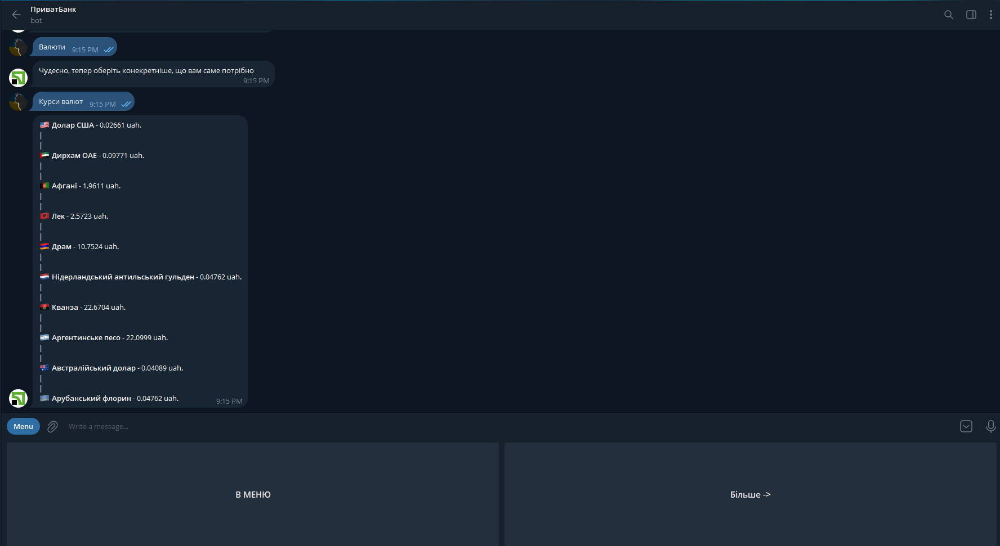 ПриватБанк
bot
Валюти 9:15 PM
Чудесно, тепер оберіть конекретніше, що вам саме потрібно
9:15 PM
Курси валют 9:15 PM
Долар США - 0.02661 uah.
|
|
Дирхам ОАЕ - 0.09771 uah.
|
|
Афгані - 1.9611 uah.
|
|
Лек - 2.5723 uah.
|
|
Драм - 10.7524 uah.
|
|
Нідерландський антильський гульден - 0.04762 uah.
|
|
Кванза - 22.6704 uah.
|
|
Аргентинське песо - 22.0999 uah.
|
|
Австралійський долар - 0.04089 uah.
|
|
Арубанський флорин - 0.04762 uah.
9:15 PM
Menu
Write a message...
В МЕНЮ
Більше ->